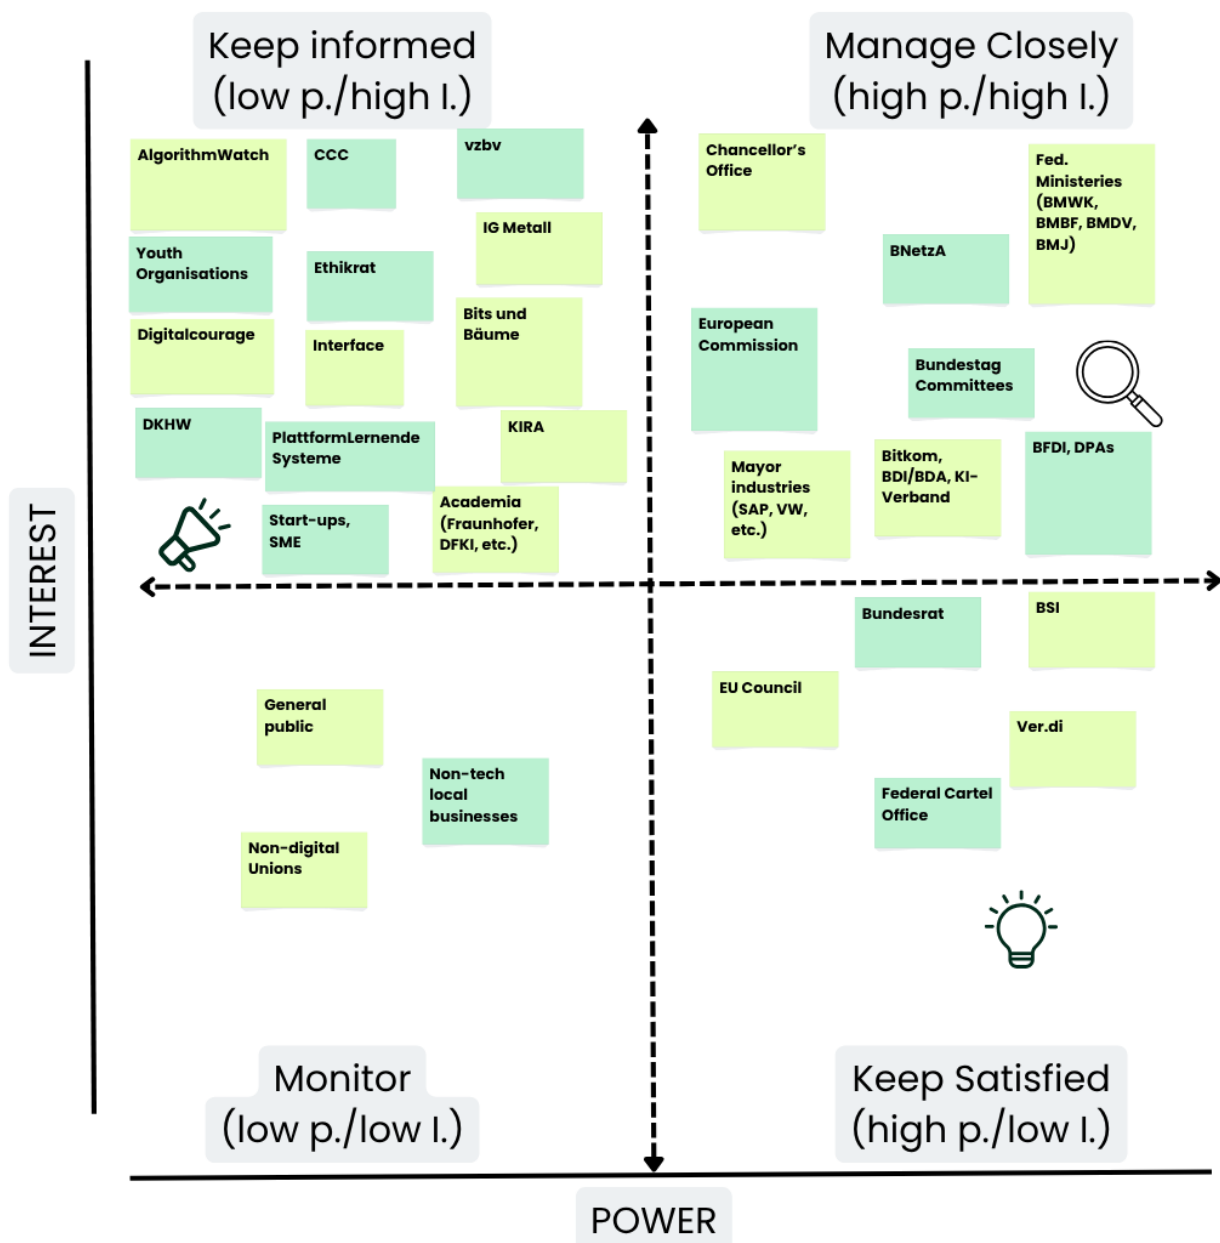 Keep informed
(low p./high I.)
Manage Closely
(high p./high I.)
AlgorithmWatch
CCC
vzbv
IG Metall
Youth
Organisations
Ethikrat
Bits und
Bäume
Digitalcourage
Interface
DKHW
PlattformLernende
Systeme
KIRA
Start-ups,
SME
Academia
(Fraunhofer,
DFKI, etc.)
Chancellor's
Office
Fed.
Ministeries
(BMWK,
BMBF, BMDV,
BMJ)
BNetzA
European
Commission
Bundestag
Committees
Mayor
industries
(SAP, VW,
etc.)
Bitkom,
BDI/BDA, KI-
Verband
BFDI, DPAs
INTEREST
General
public
Non-tech
local
businesses
Non-digital
Unions
Bundesrat
BSI
EU Council
Ver.di
Federal Cartel
Office
Monitor
(low p./low I.)
Keep Satisfied
(high p./low I.)
POWER